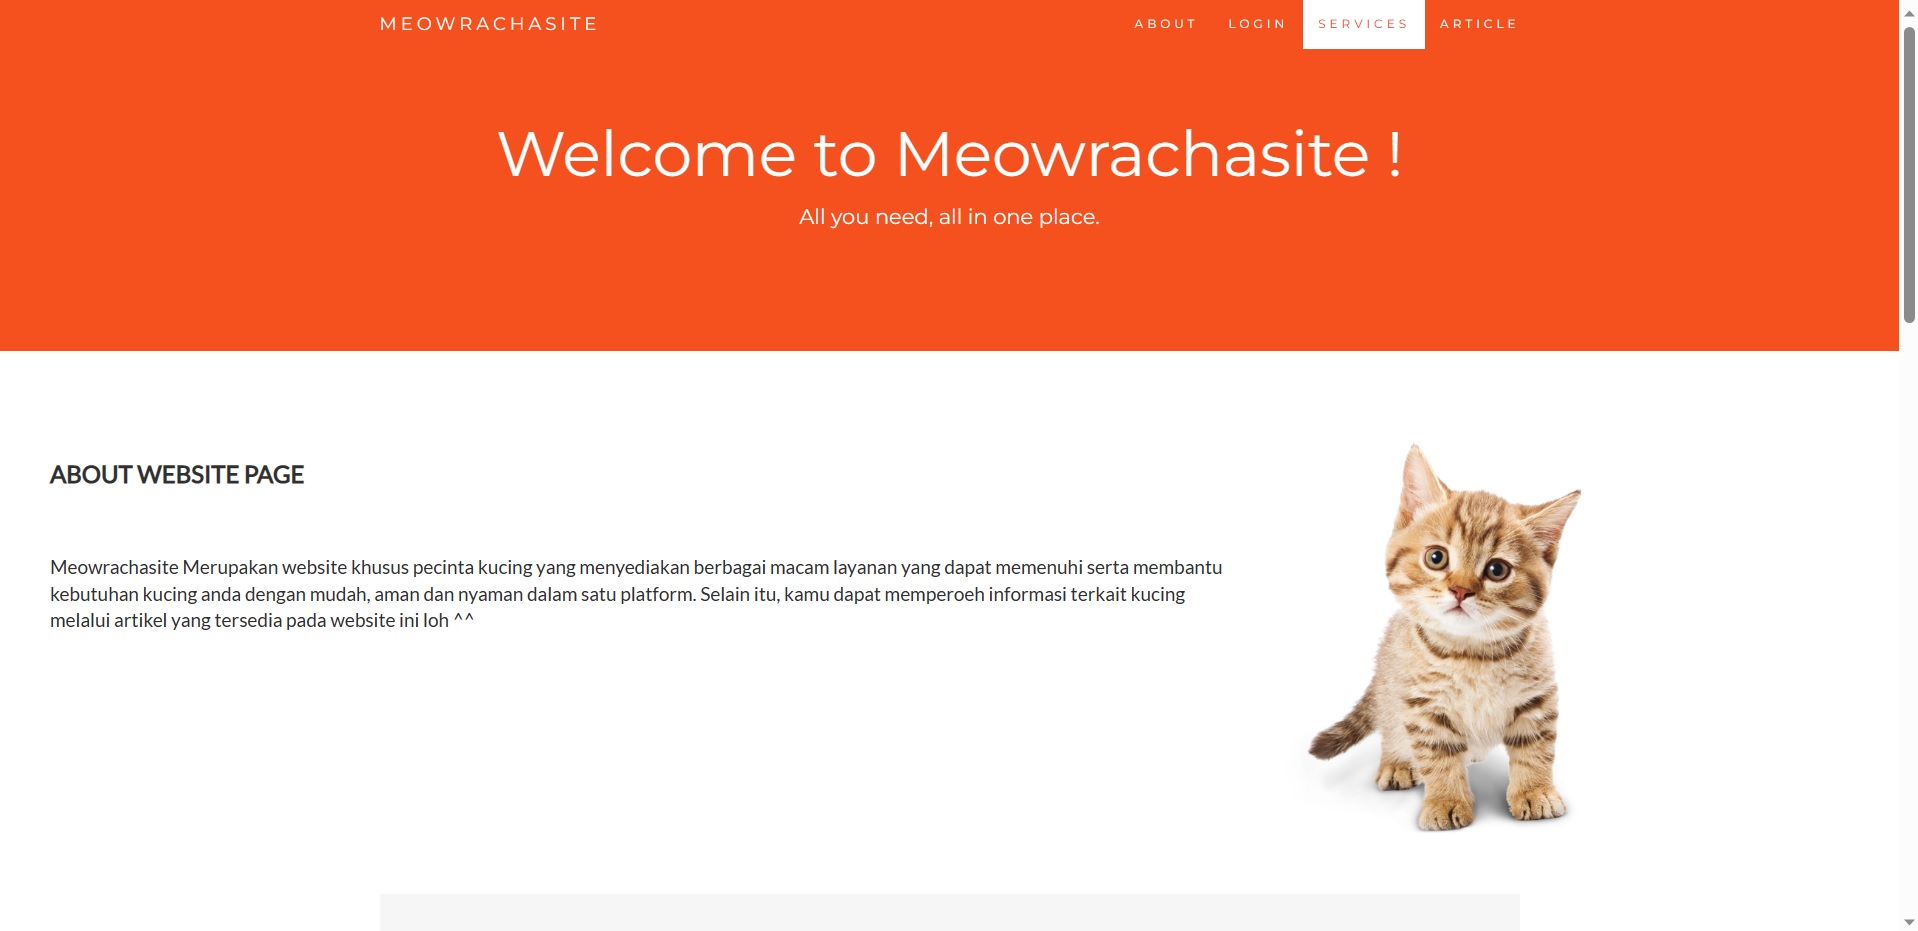 MEOWRACHASITE
ABOUT LOGIN SERVICES ARTICLE
Welcome to Meowrachasite !
All you need, all in one place.
ABOUT WEBSITE PAGE
Meowrachasite Merupakan website khusus pecinta kucing yang menyediakan berbagai macam layanan yang dapat memenuhi serta membantu
kebutuhan kucing anda dengan mudah, aman dan nyaman dalam satu platform. Selain itu, kamu dapat memperoeh informasi terkait kucing
melalui artikel yang tersedia pada website ini loh ^^